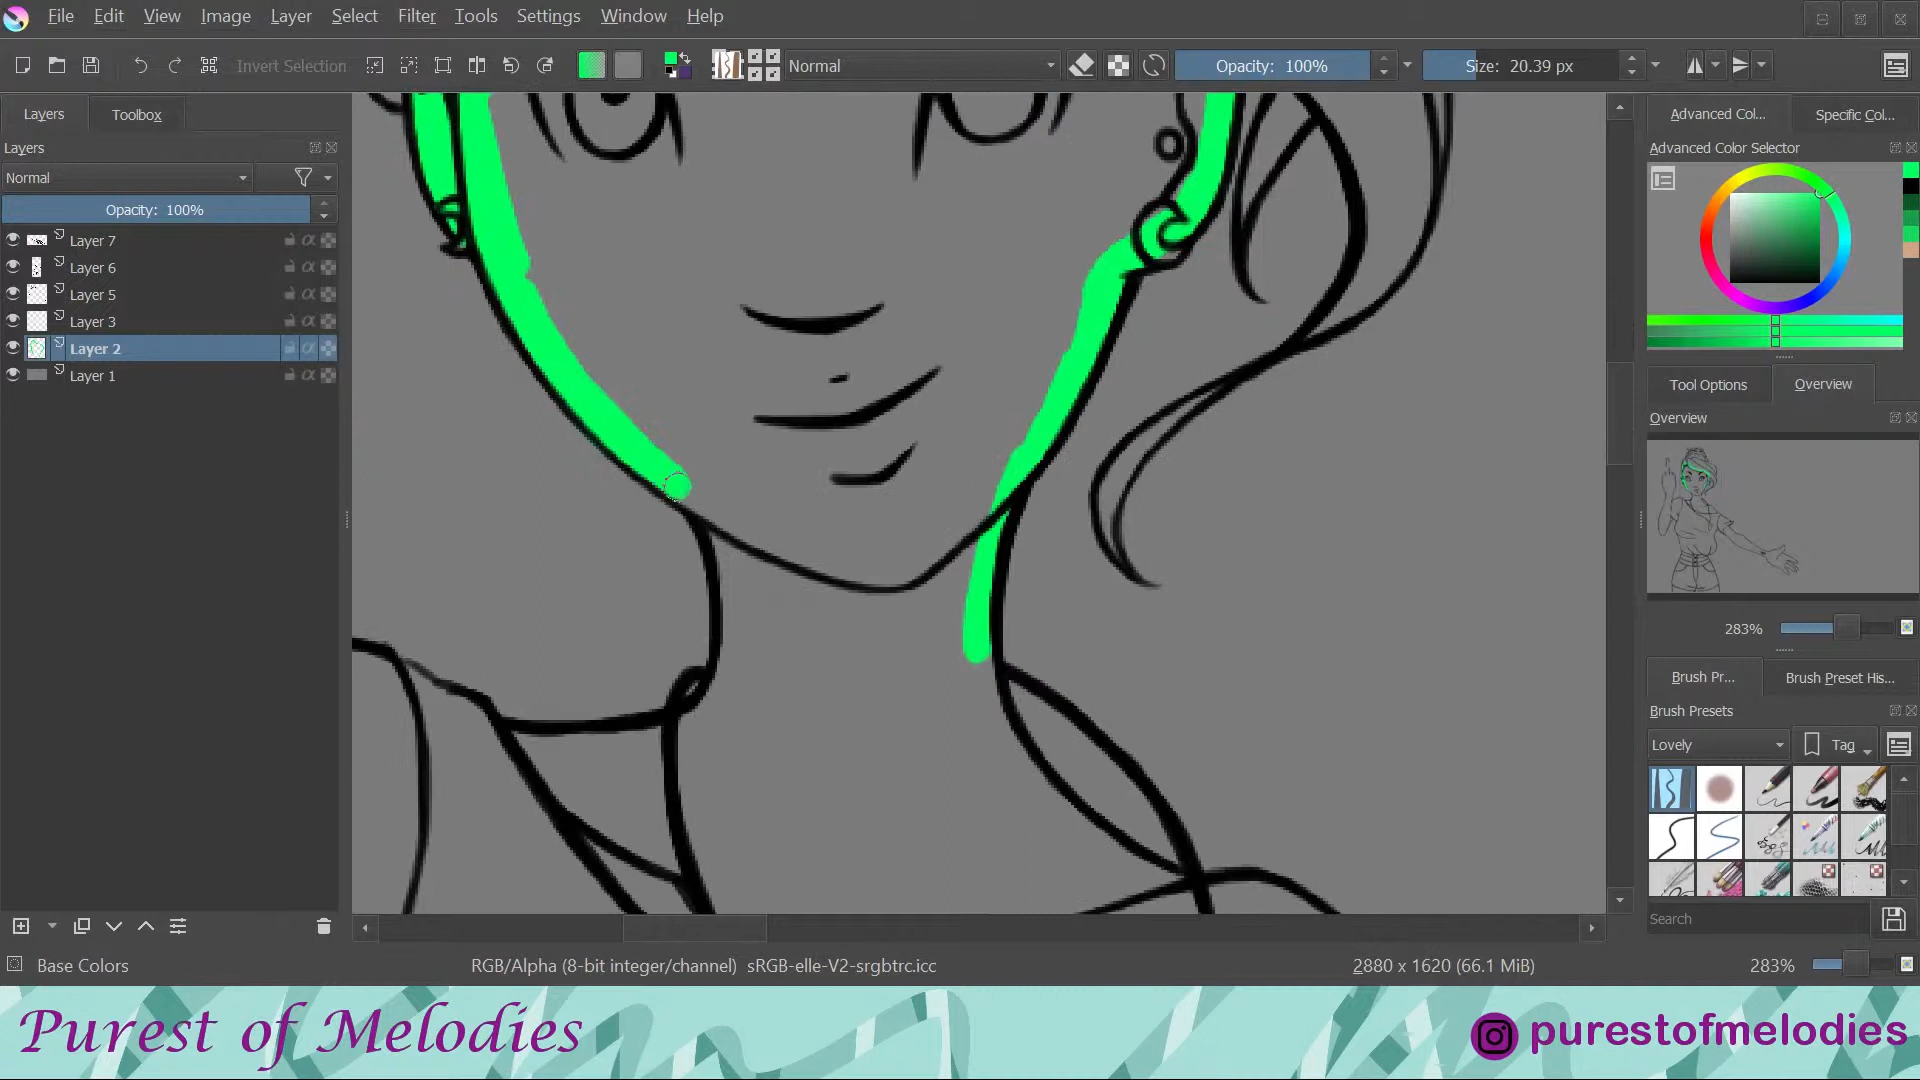 File Edit View Image Layer Select Filter Tools Settings Window Help
Invert Selection Normal Opacity: 100% Size: 20.39 px
Layers Toolbox
Layers
Normal
Opacity: 100%
Layer 7
Layer 6
Layer 5
Layer 3
Layer 2
Layer 1
Advanced Col... Specific Col...
Advanced Color Selector
Tool Options Overview
Overview
283%
Brush Pr... Brush Preset His...
Brush Presets
Lovely Tag
Search
Base Colors RGB/Alpha (8-bit integer/channel) sRGB-elle-V2-srgbtrc.icc 2880 x 1620 (66.1 MiB) 283%
Purest of Melodies purestofmelodies